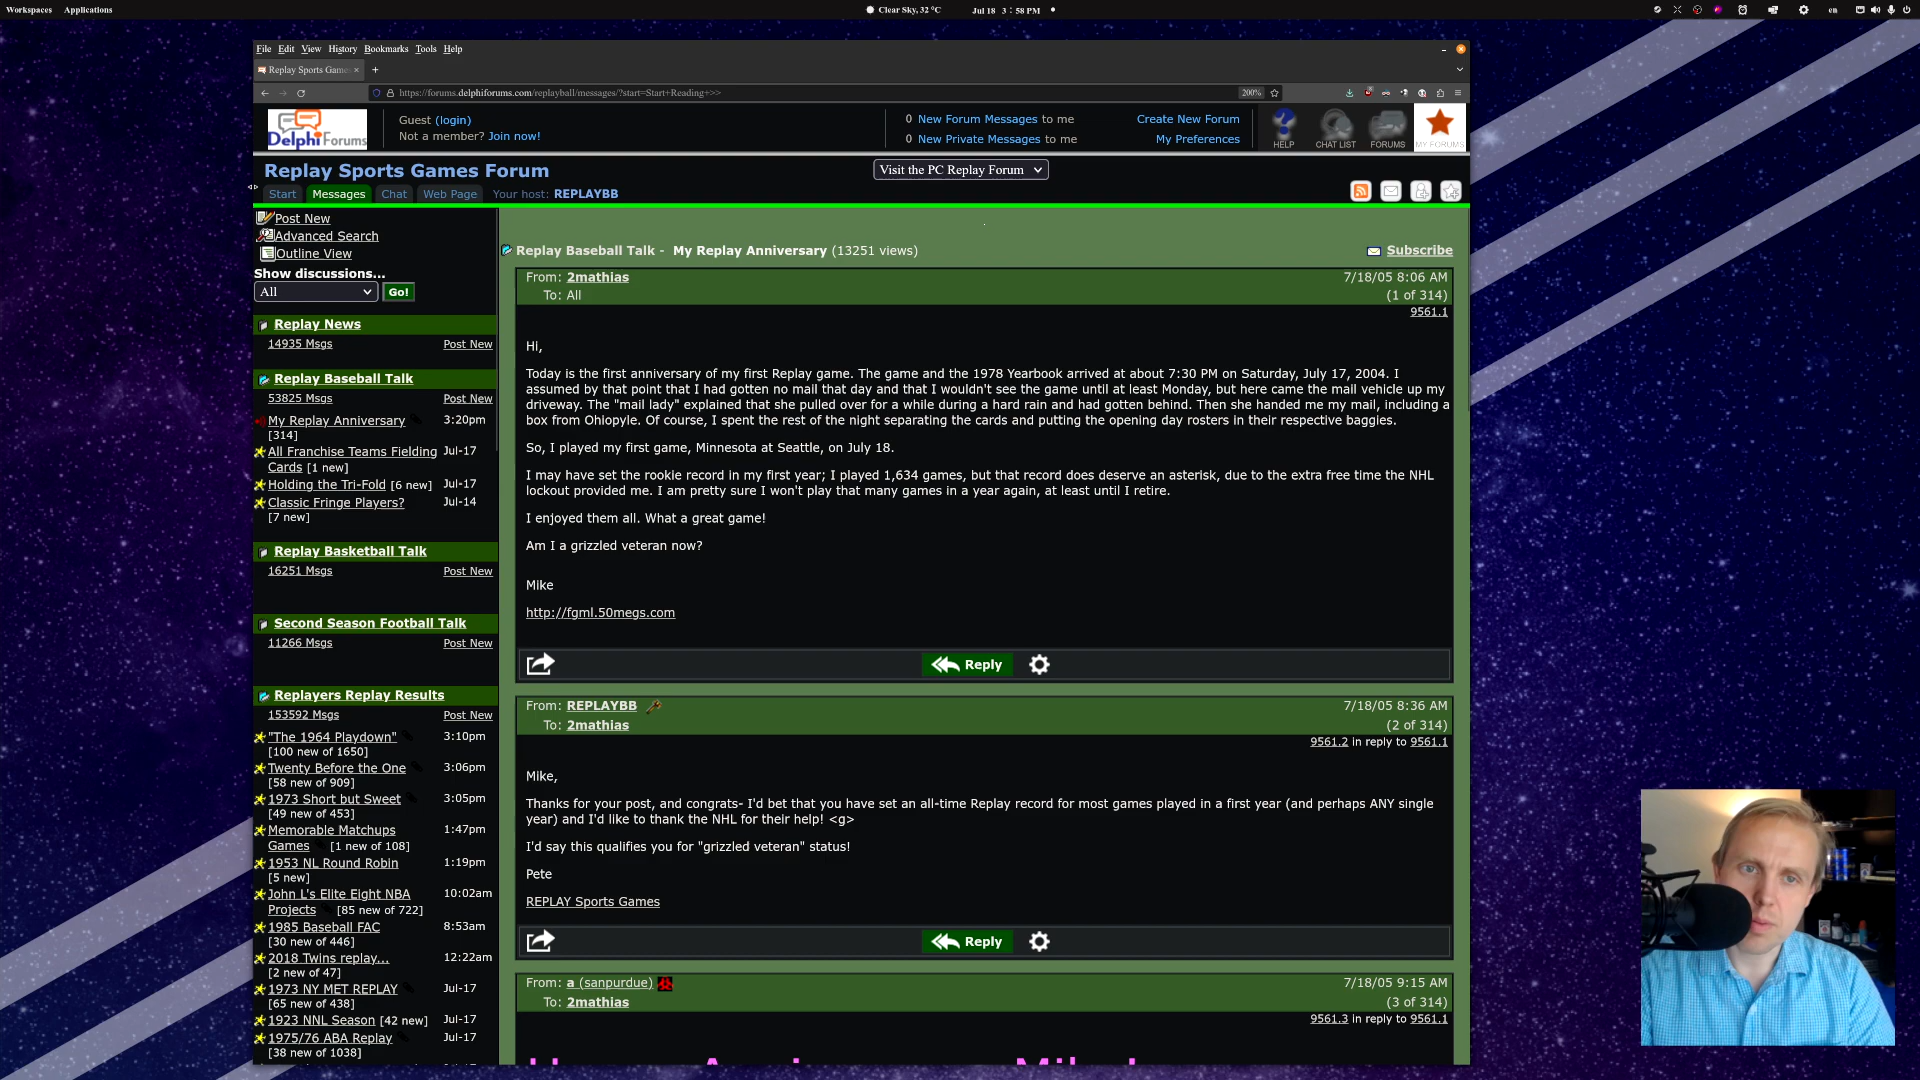 Workspaces Applications Clear Sky, 32 °C Jul 18 3:58 PM en
File Edit View History Bookmarks Tools Help
Replay Sports Games
https://forums.delphiforums.com/replayball/messages/?start=Start+Reading+>> 200%
Delphi Forums
Guest (login)
Not a member? Join now!
0 New Forum Messages to me
0 New Private Messages to me
Create New Forum
My Preferences
HELP CHAT LIST FORUMS MY FORUMS
Replay Sports Games Forum
Visit the PC Replay Forum
Start Messages Chat Web Page Your host: REPLAYBB
Post New
Advanced Search
Outline View
Show discussions...
All Go!
Replay News
14935 Msgs Post New
Replay Baseball Talk
53825 Msgs Post New
My Replay Anniversary 3:20pm
[314]
All Franchise Teams Fielding Jul-17
Cards [1 new]
Holding the Tri-Fold [6 new] Jul-17
Classic Fringe Players? Jul-14
[7 new]
Replay Basketball Talk
16251 Msgs Post New
Second Season Football Talk
11266 Msgs Post New
Replayers Replay Results
153592 Msgs Post New
"The 1964 Playdown" 3:10pm
[100 new of 1650]
Twenty Before the One 3:06pm
[58 new of 909]
1973 Short but Sweet 3:05pm
[49 new of 453]
Memorable Matchups 1:47pm
Games [1 new of 108]
1953 NL Round Robin 1:19pm
[5 new]
John L's Elite Eight NBA 10:02am
Projects [85 new of 722]
1985 Baseball FAC 8:53am
[30 new of 446]
2018 Twins replay... 12:22am
[2 new of 47]
1973 NY MET REPLAY Jul-17
[65 new of 438]
1923 NNL Season [42 new] Jul-17
1975/76 ABA Replay Jul-17
[38 new of 1038]
Replay Baseball Talk - My Replay Anniversary (13251 views) Subscribe
From: 2mathias 7/18/05 8:06 AM
To: All (1 of 314)
9561.1
Hi,
Today is the first anniversary of my first Replay game. The game and the 1978 Yearbook arrived at about 7:30 PM on Saturday, July 17, 2004. I
assumed by that point that I had gotten no mail that day and that I wouldn't see the game until at least Monday, but here came the mail vehicle up my
driveway. The "mail lady" explained that she pulled over for a while during a hard rain and had gotten behind. Then she handed me my mail, including a
box from Ohiopyle. Of course, I spent the rest of the night separating the cards and putting the opening day rosters in their respective baggies.
So, I played my first game, Minnesota at Seattle, on July 18.
I may have set the rookie record in my first year; I played 1,634 games, but that record does deserve an asterisk, due to the extra free time the NHL
lockout provided me. I am pretty sure I won't play that many games in a year again, at least until I retire.
I enjoyed them all. What a great game!
Am I a grizzled veteran now?
Mike
http://fgml.50megs.com
Reply
From: REPLAYBB 7/18/05 8:36 AM
To: 2mathias (2 of 314)
9561.2 in reply to 9561.1
Mike,
Thanks for your post, and congrats- I'd bet that you have set an all-time Replay record for most games played in a first year (and perhaps ANY single
year) and I'd like to thank the NHL for their help! <g>
I'd say this qualifies you for "grizzled veteran" status!
Pete
REPLAY Sports Games
Reply
From: a (sanpurdue) 7/18/05 9:15 AM
To: 2mathias (3 of 314)
9561.3 in reply to 9561.1